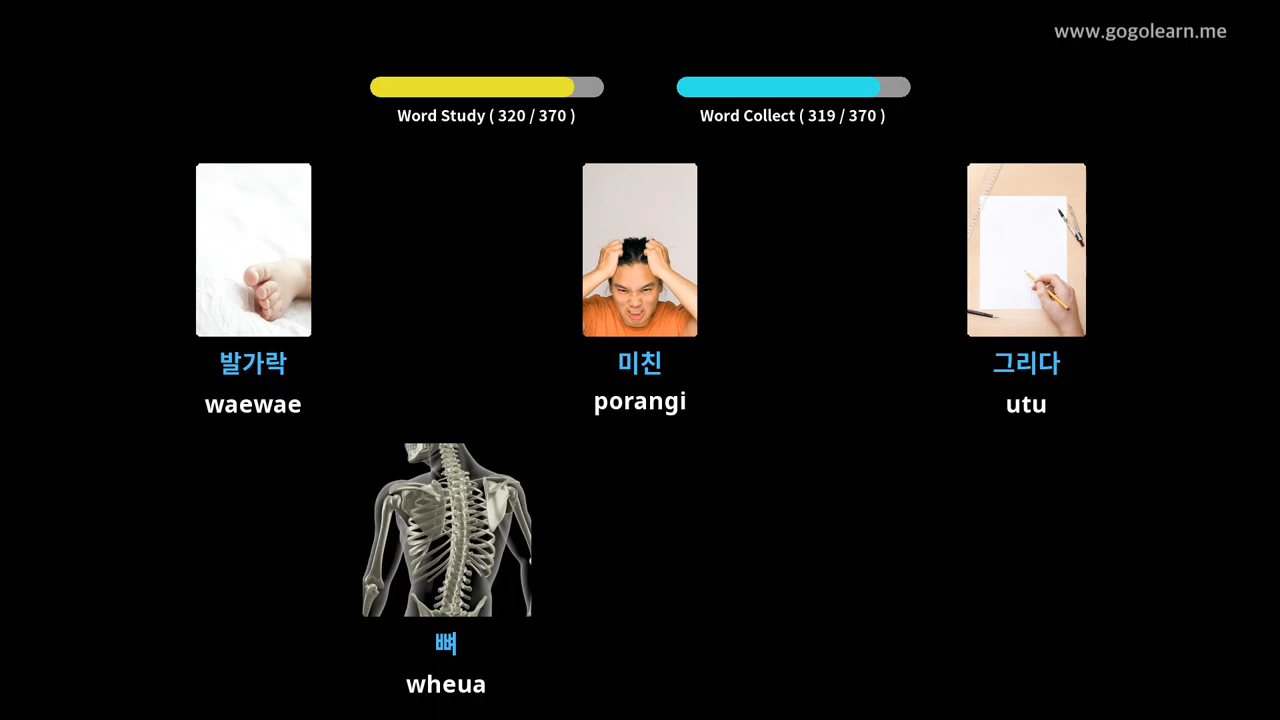 www.gogolearn.me
Word Study ( 320 / 370 )
Word Collect ( 319 / 370 )
발가락
waewae
미친
porangi
그리다
utu
뼈
wheua